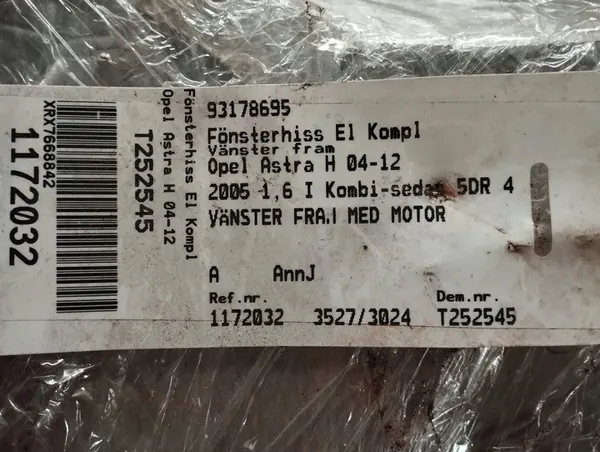 XRX7668842
1172032
T252545
Fönsterhiss El Kompl
Opel Astra H 04-12
93178695
Fönsterhiss El Kompl
Vänster fram
Opel Astra H 04-12
2005 1,6 I Kombi-sedan 5DR 4
VÄNSTER FRAM MED MOTOR
A AnnJ
Ref.nr. Dem.nr.
1172032 3527/3024 T252545